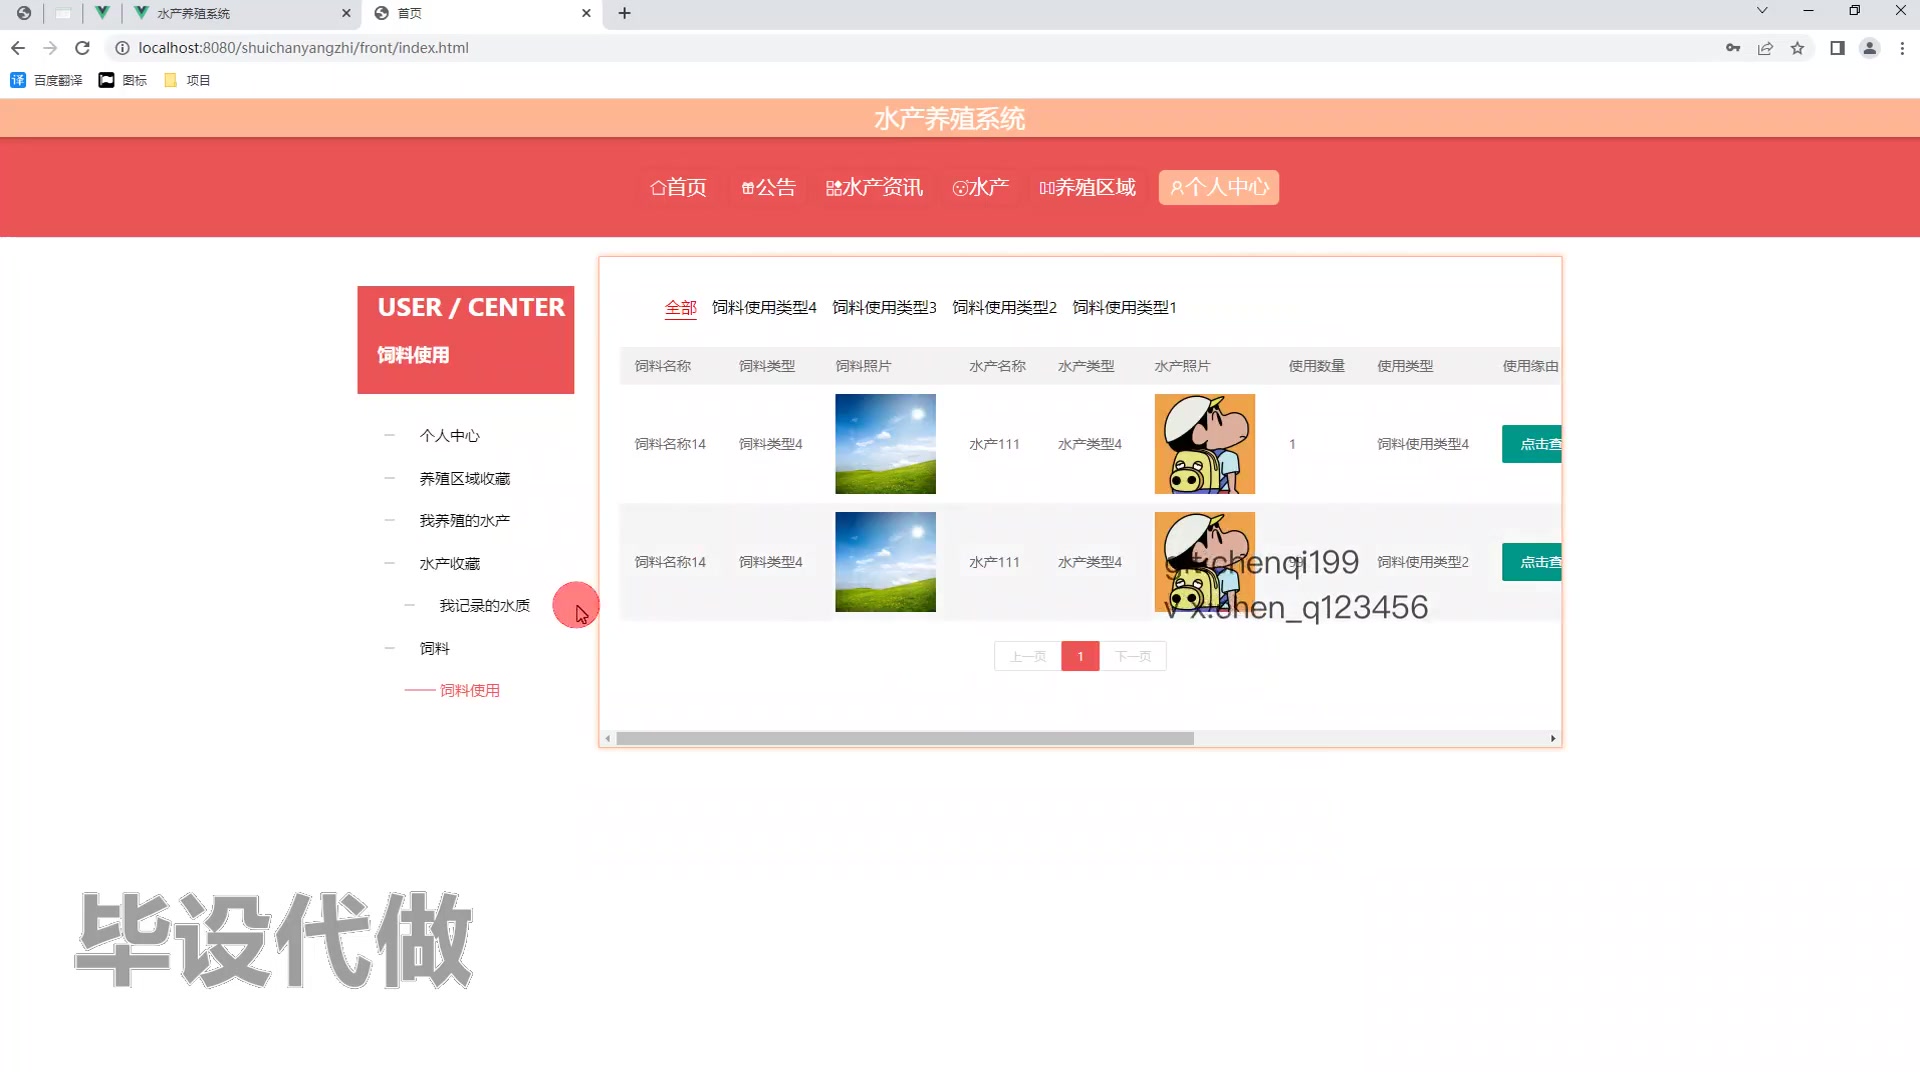 水产养殖系统
首页
localhost:8080/shuichanyangzhi/front/index.html
百度翻译 图标 项目
水产养殖系统
首页 公告 水产资讯 水产 养殖区域 个人中心
USER / CENTER
饲料使用
个人中心
养殖区域收藏
我养殖的水产
水产收藏
我记录的水质
饲料
饲料使用
全部 饲料使用类型4 饲料使用类型3 饲料使用类型2 饲料使用类型1
饲料名称 饲料类型 饲料照片 水产名称 水产类型 水产照片 使用数量 使用类型 使用缘由
饲料名称14 饲料类型4 水产111 水产类型4 1 饲料使用类型4 点击查
饲料名称14 饲料类型4 水产111 水产类型4 饲料使用类型2 点击查
git:chenqi199
v x:chen_q123456
上一页 1 下一页
毕设代做